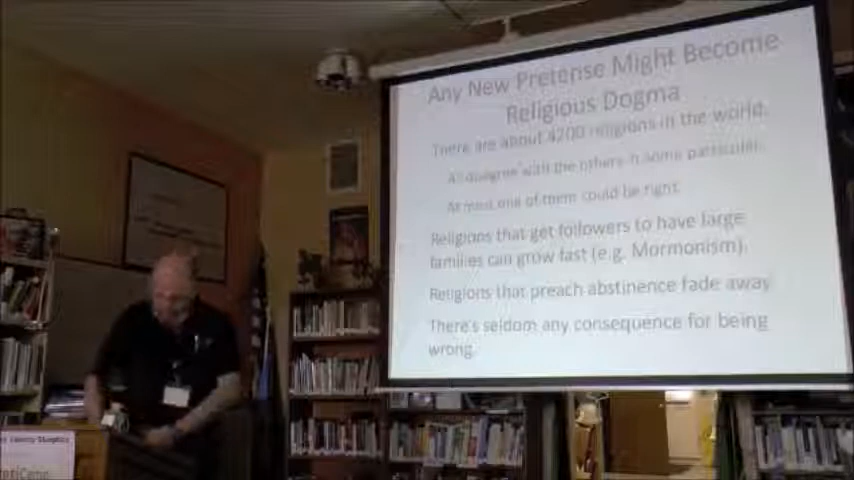 Any New Pretense Might Become
Religious Dogma
There are about 4200 religions in the world.
All disagree with the others in some particular.
At most one of them could be right.
Religions that get followers to have large
families can grow fast (e.g. Mormonism).
Religions that preach abstinence fade away.
There's seldom any consequence for being
wrong.
County Skeptics